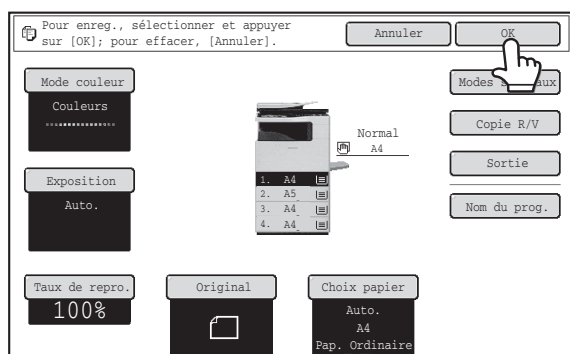 Pour enreg., sélectionner et appuyer
sur [OK]; pour effacer, [Annuler].
Annuler
OK
Mode couleur
Couleurs
Modes
aux
Normal
A4
Copie R/V
Exposition
Auto.
Sortie
1. A4
2. A5
3. A4
4. A4
Nom du prog.
Taux de repro.
100%
Original
Choix papier
Auto.
A4
Pap. Ordinaire